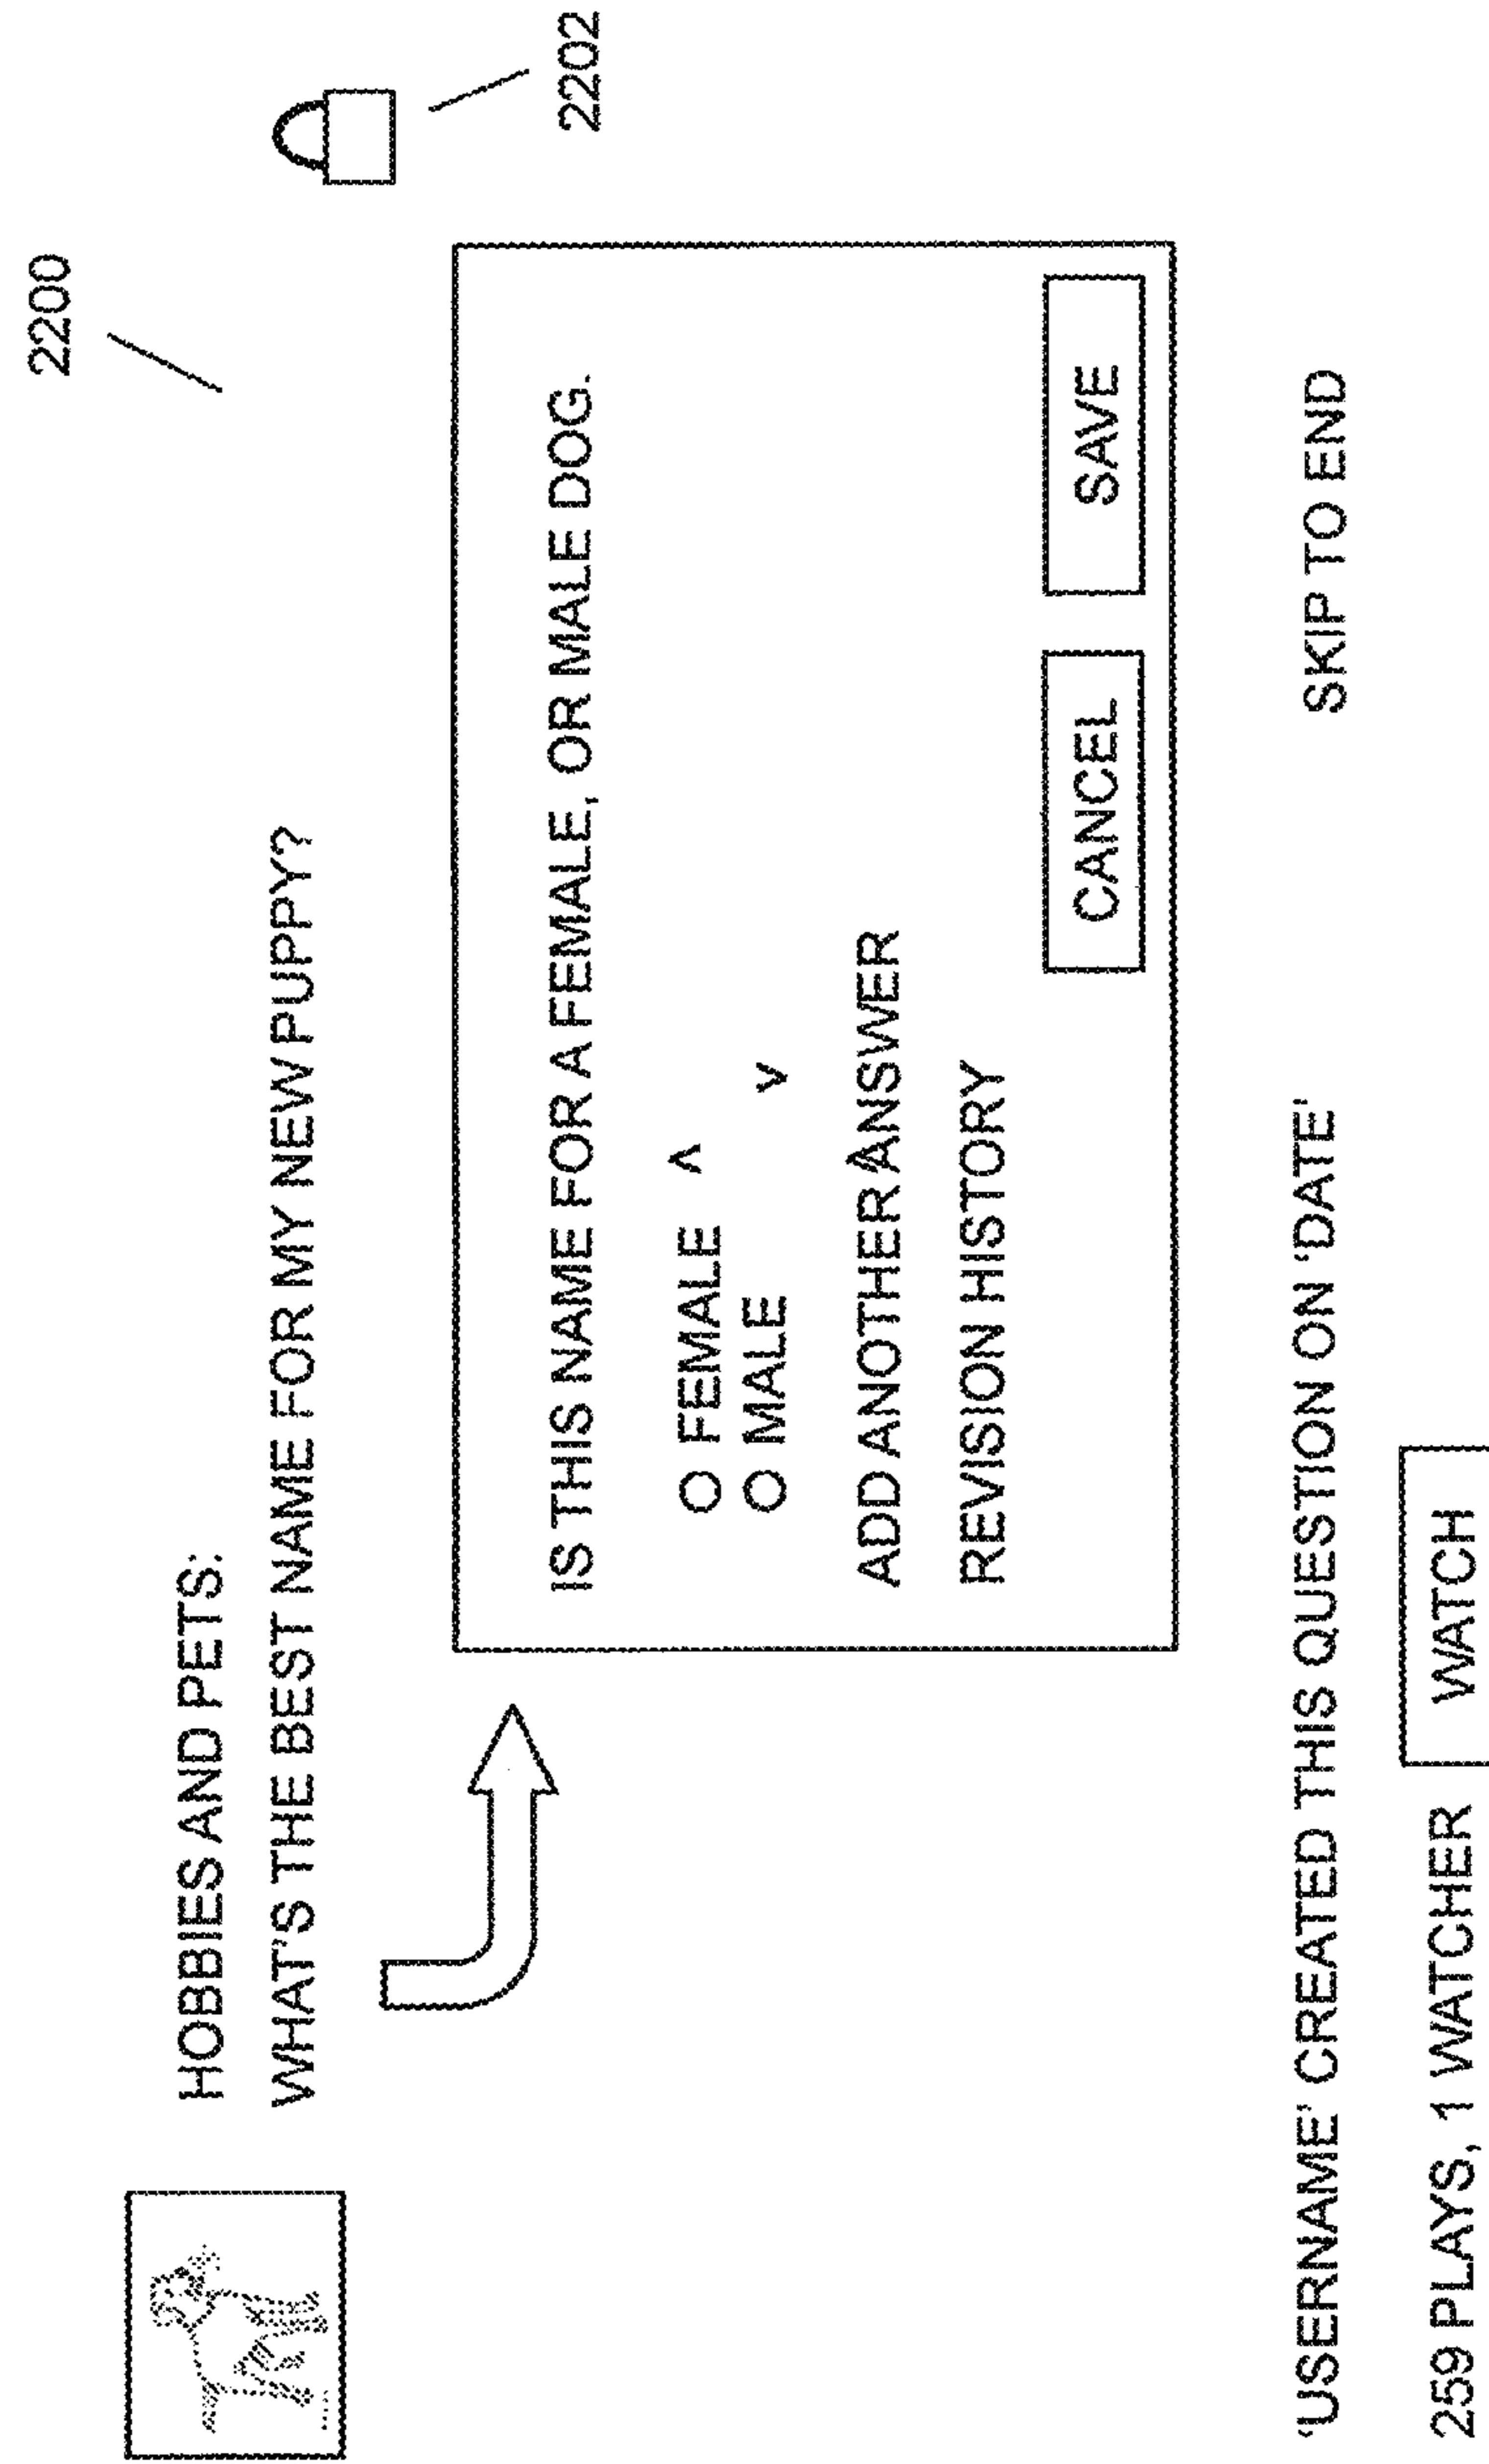 2200
HOBBIES AND PETS:
WHAT'S THE BEST NAME FOR MY NEW PUPPY?
2202
IS THIS NAME FOR A FEMALE, OR MALE DOG.
O FEMALE ^
O MALE v
ADD ANOTHER ANSWER
REVISION HISTORY
CANCEL SAVE
'USERNAME' CREATED THIS QUESTION ON 'DATE' SKIP TO END
259 PLAYS, 1 WATCHER WATCH